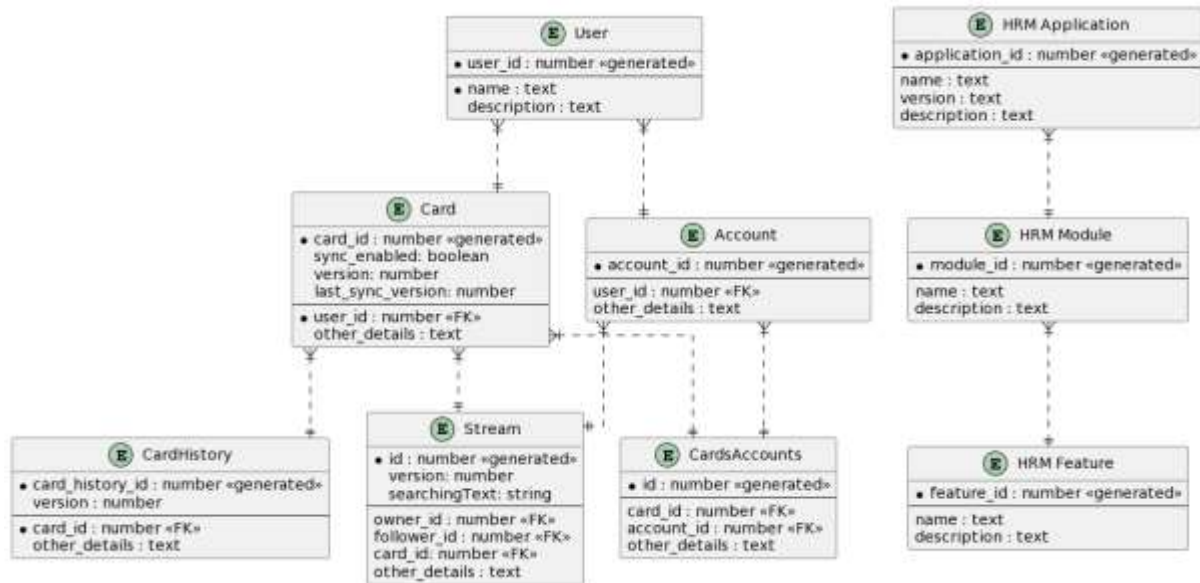 E User
* user_id : number «generated»
* name : text
description : text
E HRM Application
* application_id : number «generated»
name : text
version : text
description : text
E Card
* card_id : number «generated»
sync_enabled: boolean
version: number
last_sync_version: number
* user_id : number «FK»
other_details : text
E Account
* account_id : number «generated»
user_id : number «FK»
other_details : text
E HRM Module
* module_id : number «generated»
name : text
description : text
E CardHistory
* card_history_id : number «generated»
version : number
* card_id : number «FK»
other_details : text
E Stream
* id : number «generated»
version: number
searchingText: string
owner_id : number «FK»
follower_id : number «FK»
card_id: number «FK»
other_details : text
E CardsAccounts
* id : number «generated»
card_id : number «FK»
account_id : number «FK»
other_details : text
E HRM Feature
* feature_id : number «generated»
name : text
description : text